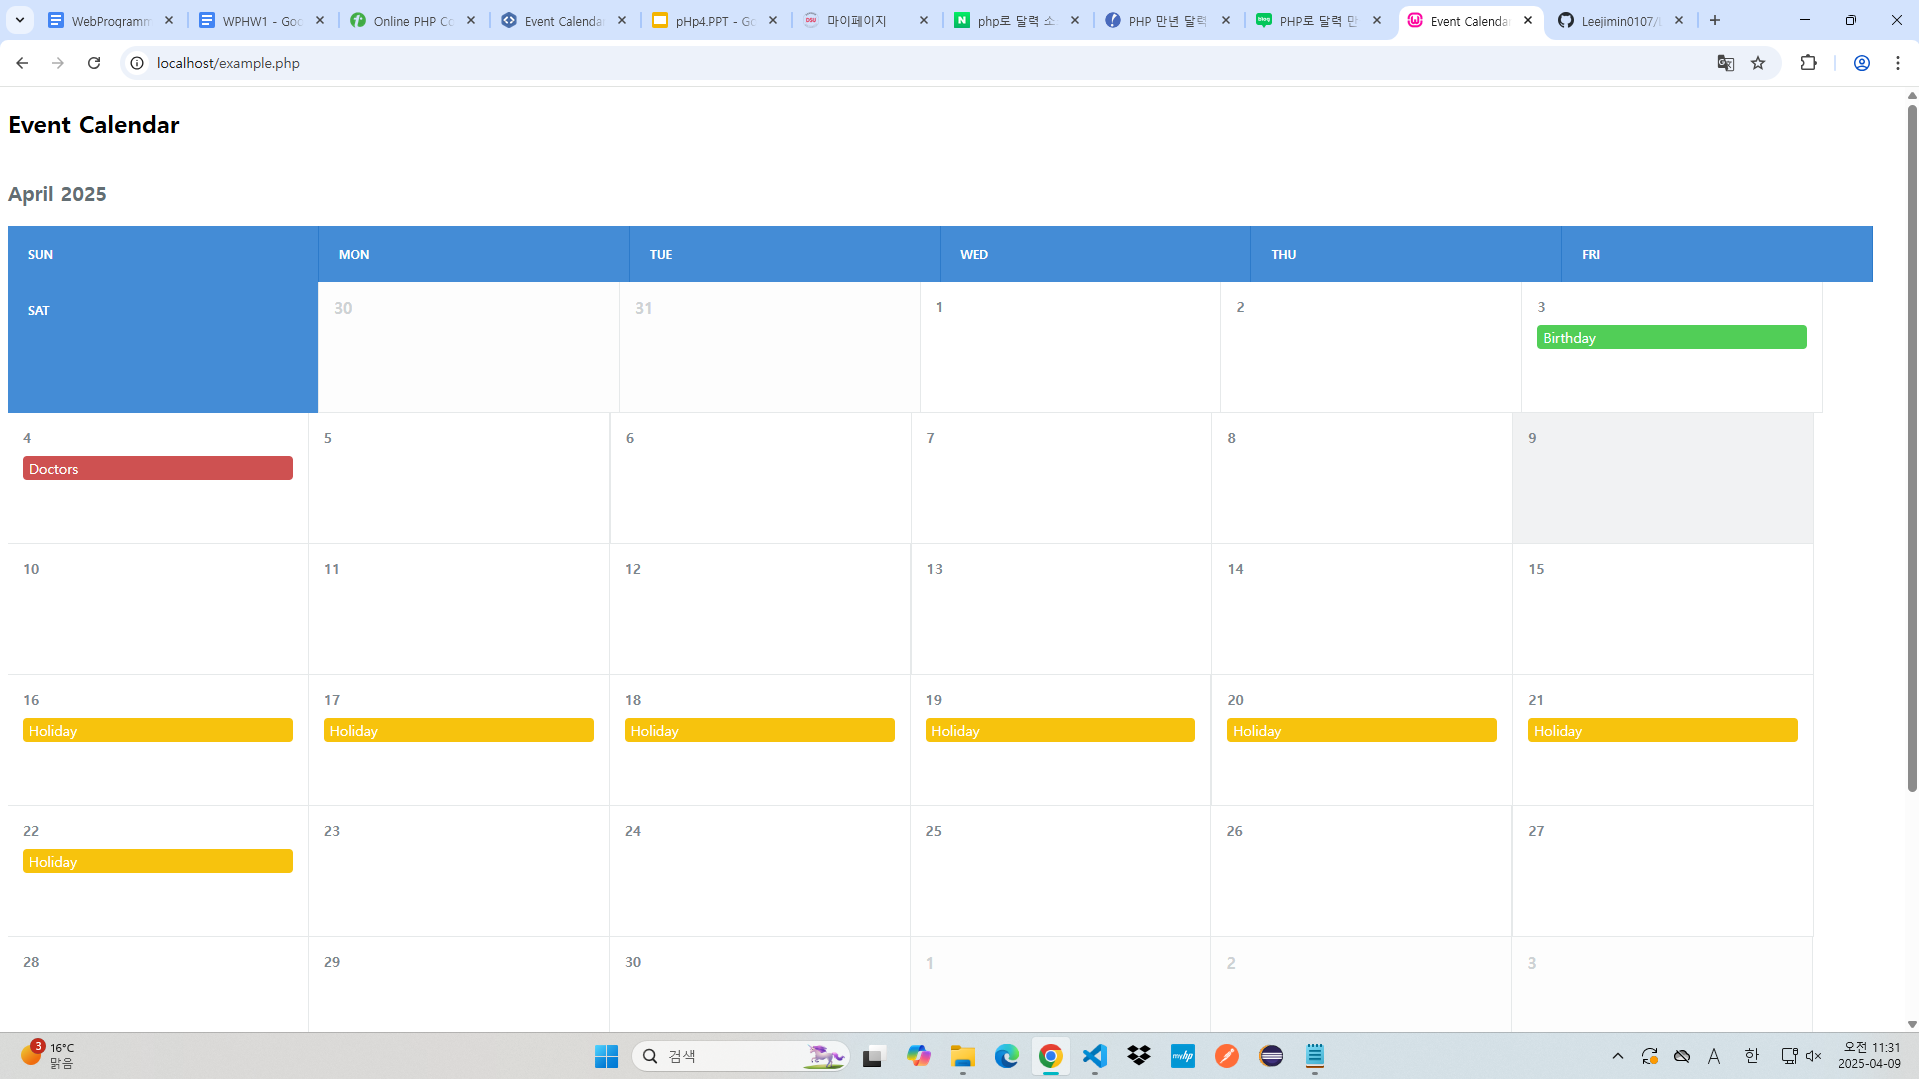 WebProgramm
WPHW1 - Goo
Online PHP Co
Event Calenda
pHp4.PPT - Go
마이페이지
php로 달력 소
PHP 만년 달력
PHP로 달력 만
Event Calenda
Leejimin0107/
localhost/example.php
Event Calendar
April 2025
SUN MON TUE WED THU FRI
SAT 30 31 1 2 3
Birthday
4 5 6 7 8 9
Doctors
10 11 12 13 14 15
16 17 18 19 20 21
Holiday Holiday Holiday Holiday Holiday Holiday
22 23 24 25 26 27
Holiday
28 29 30 1 2 3
3 16°C
맑음
검색
A 한
오전 11:31
2025-04-09